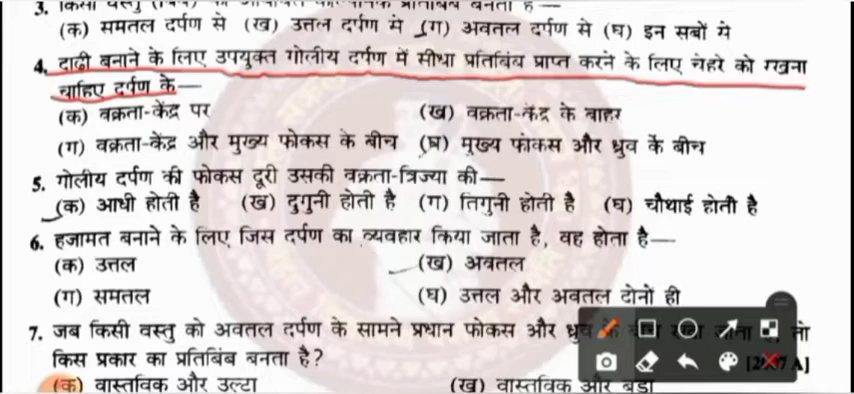 3. किसी वस्तु
(क) समतल दर्पण से (ख) उत्तल दर्पण से (ग) अवतल दर्पण से (घ) इन सबों से
4. दाढ़ी बनाने के लिए उपयुक्त गोलीय दर्पण में सीधा प्रतिबिंब प्राप्त करने के लिए चेहरे को रखना
चाहिए दर्पण के—
(क) वक्रता-केंद्र पर (ख) वक्रता-केंद्र के बाहर
(ग) वक्रता-केंद्र और मुख्य फोकस के बीच (घ) मुख्य फोकस और ध्रुव के बीच
5. गोलीय दर्पण की फोकस दूरी उसकी वक्रता-त्रिज्या की—
(क) आधी होती है (ख) दुगुनी होती है (ग) तिगुनी होती है (घ) चौथाई होती है
6. हजामत बनाने के लिए जिस दर्पण का व्यवहार किया जाता है, वह होता है—
(क) उत्तल (ख) अवतल
(ग) समतल (घ) उत्तल और अवतल दोनों ही
7. जब किसी वस्तु को अवतल दर्पण के सामने प्रधान फोकस और ध्रुव के बीच रखा जाता है, तो
किस प्रकार का प्रतिबिंब बनता है?
(क) वास्तविक और उल्टा (ख) वास्तविक और बड़ा